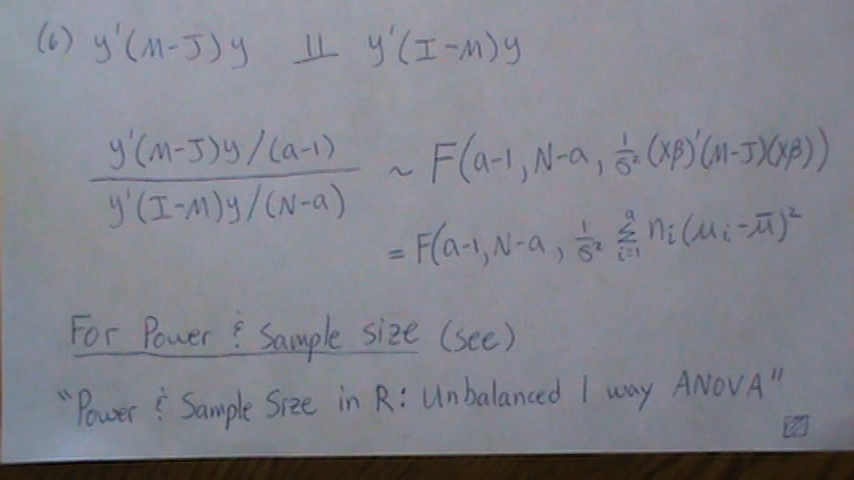 (6) y'(M-J)y ⫫ y'(I-M)y
y'(M-J)y/(a-1)
y'(I-M)y/(N-a)
~ F(a-1, N-a, 1/σ² (Xβ)'(M-J)(Xβ))
= F(a-1, N-a, 1/σ² Σ_{i=1}^{a} n_i(μ_i-μ̄)²
For Power & Sample size (see)
"Power & Sample Size in R: Unbalanced 1 way ANOVA"